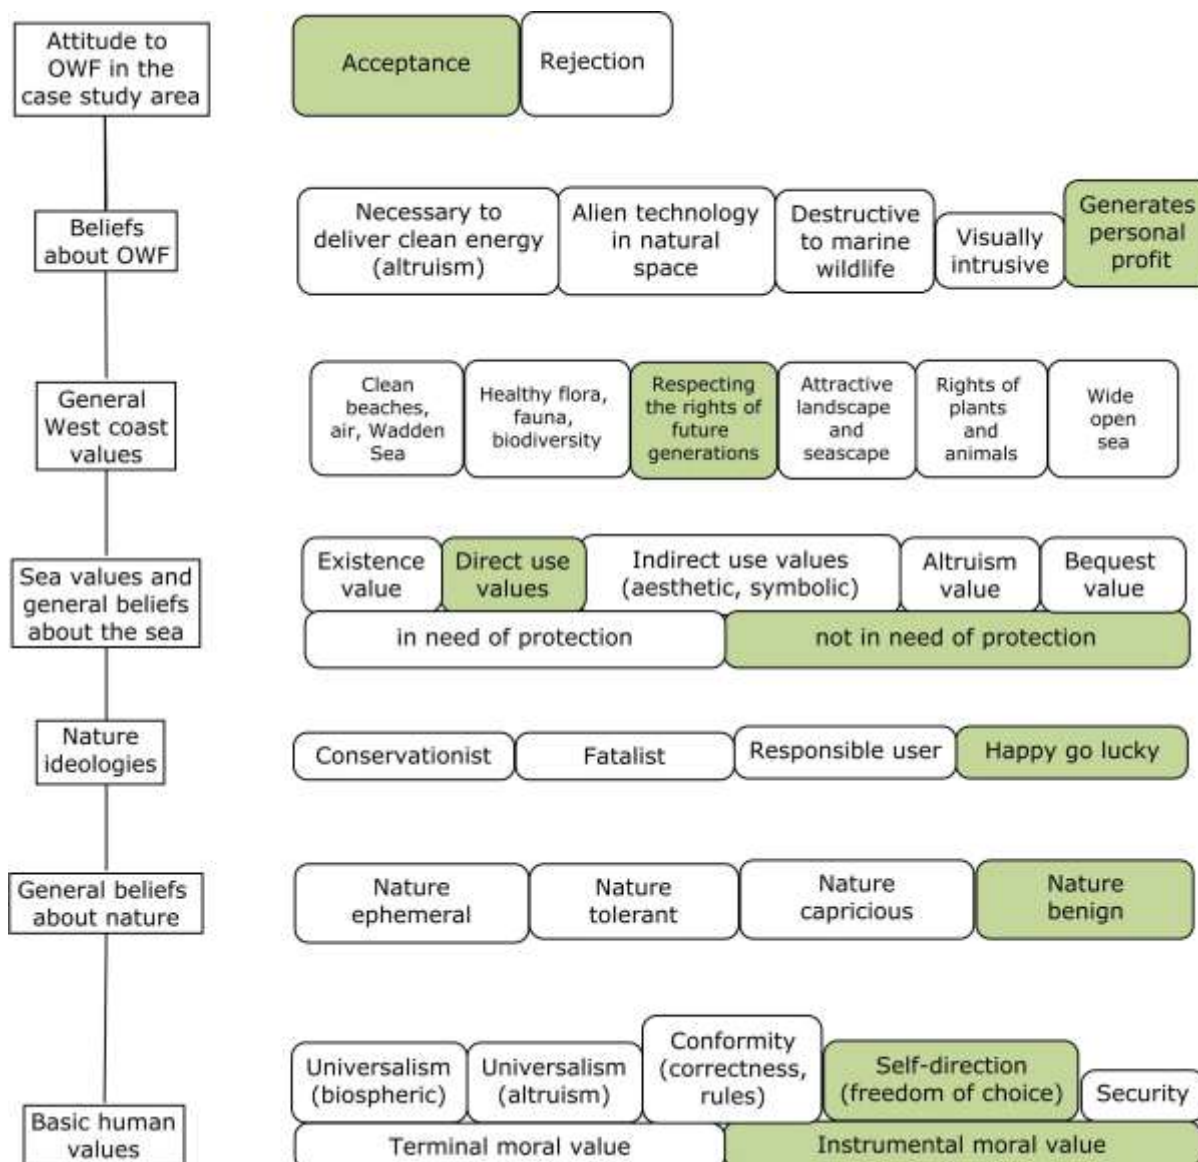 Attitude to
OWF in the
case study area
Acceptance
Rejection
Beliefs
about OWF
Necessary to
deliver clean energy
(altruism)
Alien technology
in natural
space
Destructive
to marine
wildlife
Visually
intrusive
Generates
personal
profit
General
West coast
values
Clean
beaches,
air, Wadden
Sea
Healthy flora,
fauna,
biodiversity
Respecting
the rights of
future
generations
Attractive
landscape
and
seascape
Rights of
plants
and
animals
Wide
open
sea
Sea values and
general beliefs
about the sea
Existence
value
Direct use
values
Indirect use values
(aesthetic, symbolic)
Altruism
value
Bequest
value
in need of protection
not in need of protection
Nature
ideologies
Conservationist
Fatalist
Responsible user
Happy go lucky
General beliefs
about nature
Nature
ephemeral
Nature
tolerant
Nature
capricious
Nature
benign
Basic human
values
Universalism
(biospheric)
Universalism
(altruism)
Conformity
(correctness,
rules)
Self-direction
(freedom of choice)
Security
Terminal moral value
Instrumental moral value